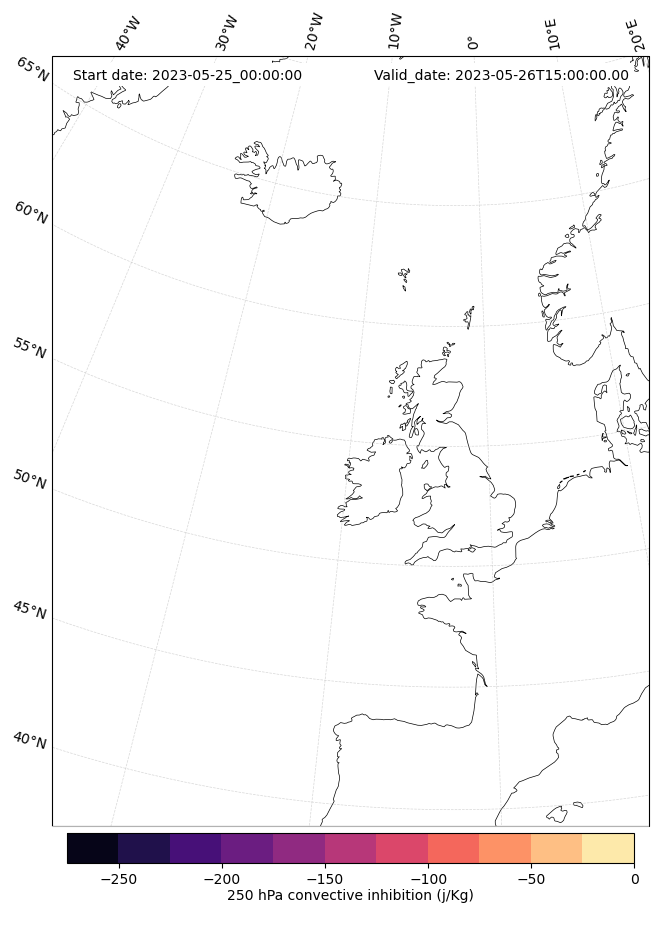 40°W 30°W 20°W 10°W 0° 10°E 20°E
65°N
Start date: 2023-05-25_00:00:00 Valid_date: 2023-05-26T15:00:00.00
60°N
55°N
50°N
45°N
40°N
−250 −200 −150 −100 −50 0
250 hPa convective inhibition (j/Kg)